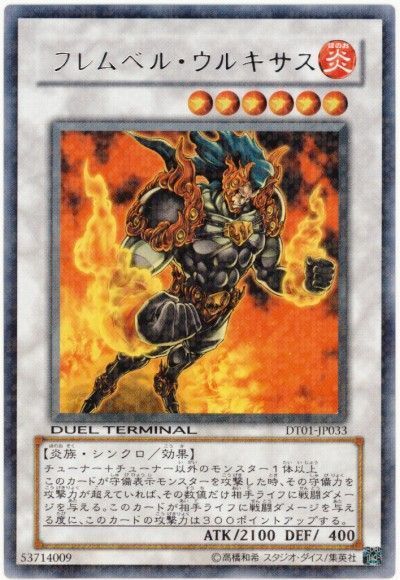 フレムベル・ウルキサス
ほのお
炎
DUEL TERMINAL
DT01-JP033
【炎族・シンクロ/効果】
チューナー+チューナー以外のモンスター1体以上
このカードが守備表示モンスターを攻撃した時、その守備力を
攻撃力が超えていれば、その数値だけ相手ライフに戦闘ダメー
ジを与える。このカードが相手ライフに戦闘ダメージを与え
る度に、このカードの攻撃力は300ポイントアップする。
ATK/2100 DEF/ 400
53714009
©高橋和希 スタジオ・ダイス/集英社